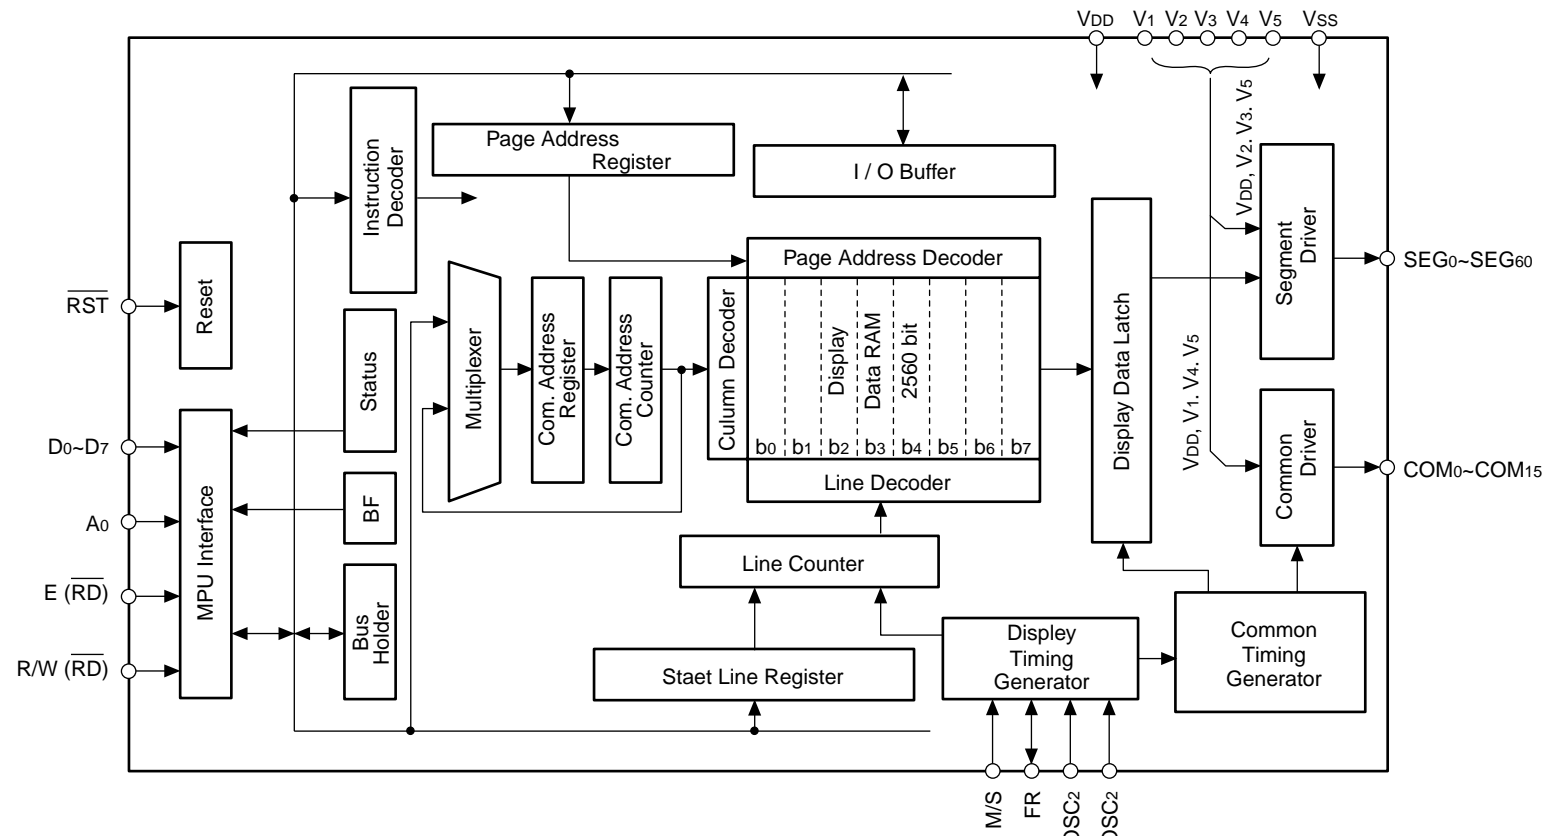 VDD V1 V2 V3 V4 V5 VSS
VDD, V2. V3. V5
Page Address
Register
I / O Buffer
Instruction
Decoder
Segment
Driver
SEG0~SEG60
Page Address Decoder
RST
Reset
Status
Multiplexer
Com. Address
Register
Com. Address
Counter
Culumn Decoder
Display
Data RAM
2560 bit
b0 b1 b2 b3 b4 b5 b6 b7
Line Decoder
Display Data Latch
VDD, V1. V4. V5
Common
Driver
COM0~COM15
D0~D7
A0
E (RD)
R/W (RD)
MPU Interface
BF
Bus
Holder
Line Counter
Staet Line Register
Display
Timing
Generator
Common
Timing
Generator
M/S
FR
OSC2
OSC2